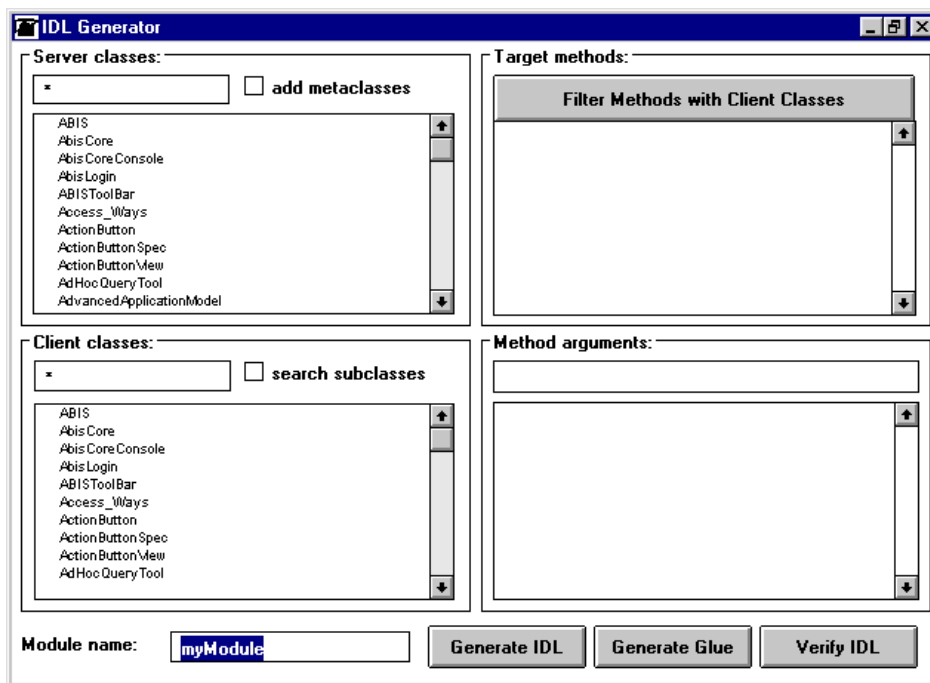 IDL Generator
Server classes:
*
add metaclasses
ABIS
AbisCore
AbisCoreConsole
AbisLogin
ABISToolBar
Access_Ways
ActionButton
ActionButtonSpec
ActionButtonView
AdHocQueryTool
AdvancedApplicationModel
Target methods:
Filter Methods with Client Classes
Client classes:
*
search subclasses
ABIS
AbisCore
AbisCoreConsole
AbisLogin
ABISToolBar
Access_Ways
ActionButton
ActionButtonSpec
ActionButtonView
AdHocQueryTool
Method arguments:
Module name:
myModule
Generate IDL
Generate Glue
Verify IDL